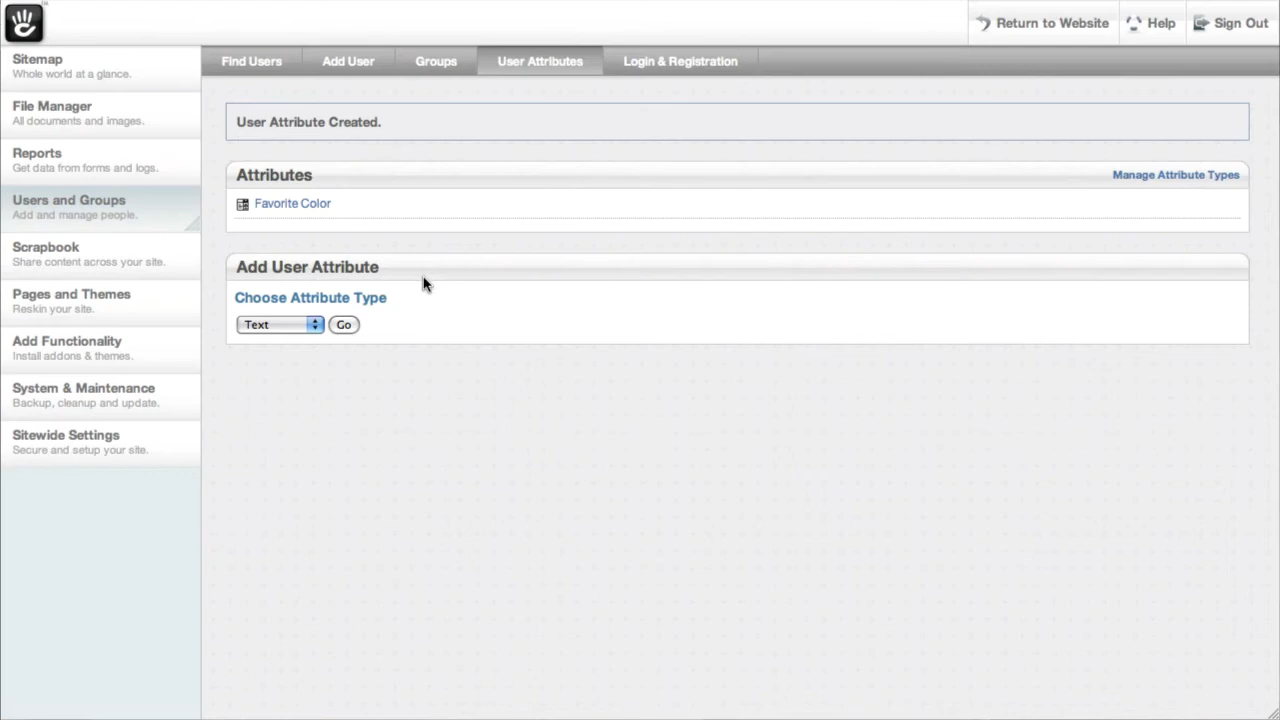 Return to Website
Help
Sign Out
Sitemap
Whole world at a glance.
File Manager
All documents and images.
Reports
Get data from forms and logs.
Users and Groups
Add and manage people.
Scrapbook
Share content across your site.
Pages and Themes
Reskin your site.
Add Functionality
Install addons & themes.
System & Maintenance
Backup, cleanup and update.
Sitewide Settings
Secure and setup your site.
Find Users
Add User
Groups
User Attributes
Login & Registration
User Attribute Created.
Attributes
Manage Attribute Types
Favorite Color
Add User Attribute
Choose Attribute Type
Text
Go